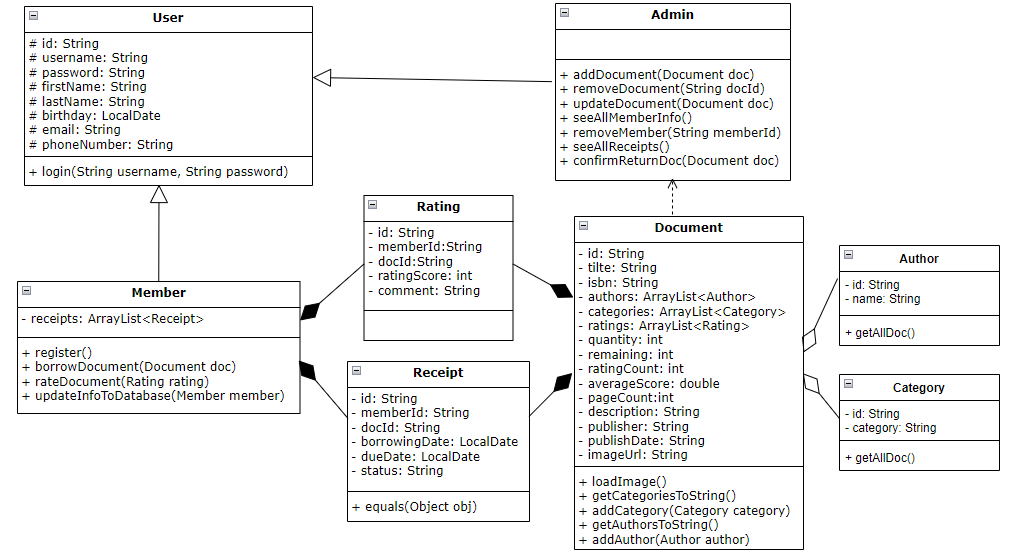 User
# id: String
# username: String
# password: String
# firstName: String
# lastName: String
# birthday: LocalDate
# email: String
# phoneNumber: String
+ login(String username, String password)
Admin
+ addDocument(Document doc)
+ removeDocument(String docId)
+ updateDocument(Document doc)
+ seeAllMemberInfo()
+ removeMember(String memberId)
+ seeAllReceipts()
+ confirmReturnDoc(Document doc)
Rating
- id: String
- memberId:String
- docId:String
- ratingScore: int
- comment: String
Member
- receipts: ArrayList<Receipt>
+ register()
+ borrowDocument(Document doc)
+ rateDocument(Rating rating)
+ updateInfoToDatabase(Member member)
Receipt
- id: String
- memberId: String
- docId: String
- borrowingDate: LocalDate
- dueDate: LocalDate
- status: String
+ equals(Object obj)
Document
- id: String
- tilte: String
- isbn: String
- authors: ArrayList<Author>
- categories: ArrayList<Category>
- ratings: ArrayList<Rating>
- quantity: int
- remaining: int
- ratingCount: int
- averageScore: double
- pageCount:int
- description: String
- publisher: String
- publishDate: String
- imageUrl: String
+ loadImage()
+ getCategoriesToString()
+ addCategory(Category category)
+ getAuthorsToString()
+ addAuthor(Author author)
Author
- id: String
- name: String
+ getAllDoc()
Category
- id: String
- category: String
+ getAllDoc()